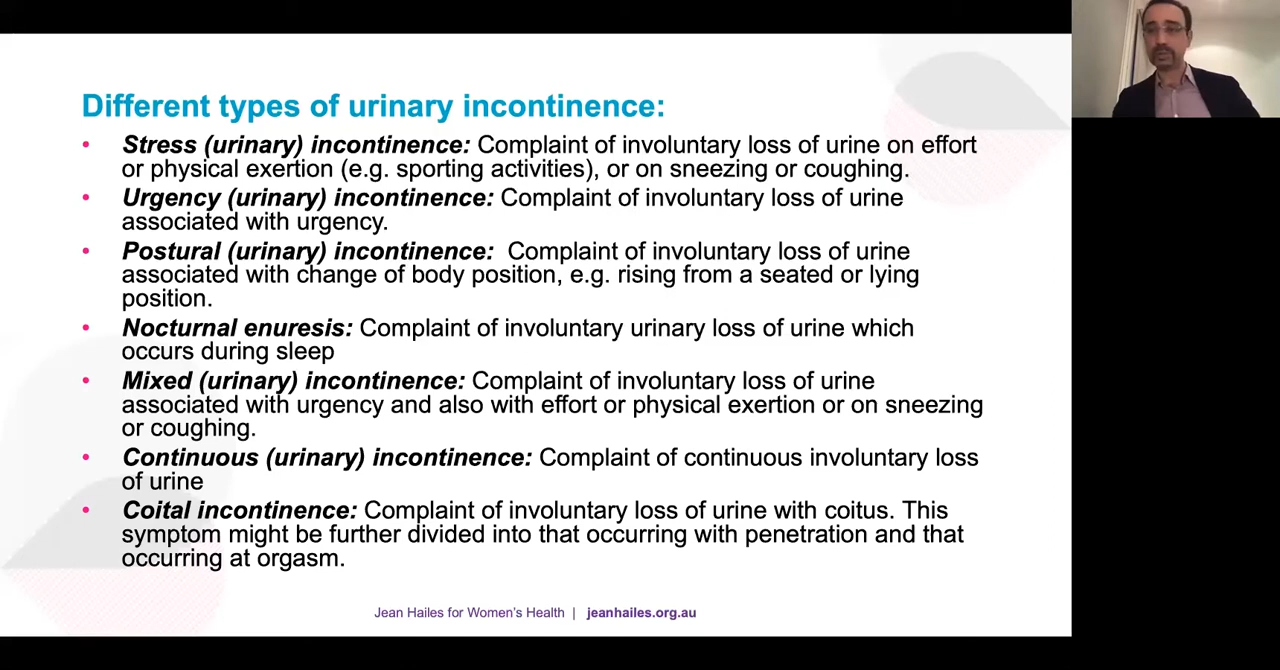 Different types of urinary incontinence:
• Stress (urinary) incontinence: Complaint of involuntary loss of urine on effort
or physical exertion (e.g. sporting activities), or on sneezing or coughing.
• Urgency (urinary) incontinence: Complaint of involuntary loss of urine
associated with urgency.
• Postural (urinary) incontinence: Complaint of involuntary loss of urine
associated with change of body position, e.g. rising from a seated or lying
position.
• Nocturnal enuresis: Complaint of involuntary urinary loss of urine which
occurs during sleep
• Mixed (urinary) incontinence: Complaint of involuntary loss of urine
associated with urgency and also with effort or physical exertion or on sneezing
or coughing.
• Continuous (urinary) incontinence: Complaint of continuous involuntary loss
of urine
• Coital incontinence: Complaint of involuntary loss of urine with coitus. This
symptom might be further divided into that occurring with penetration and that
occurring at orgasm.
Jean Hailes for Women's Health | jeanhailes.org.au